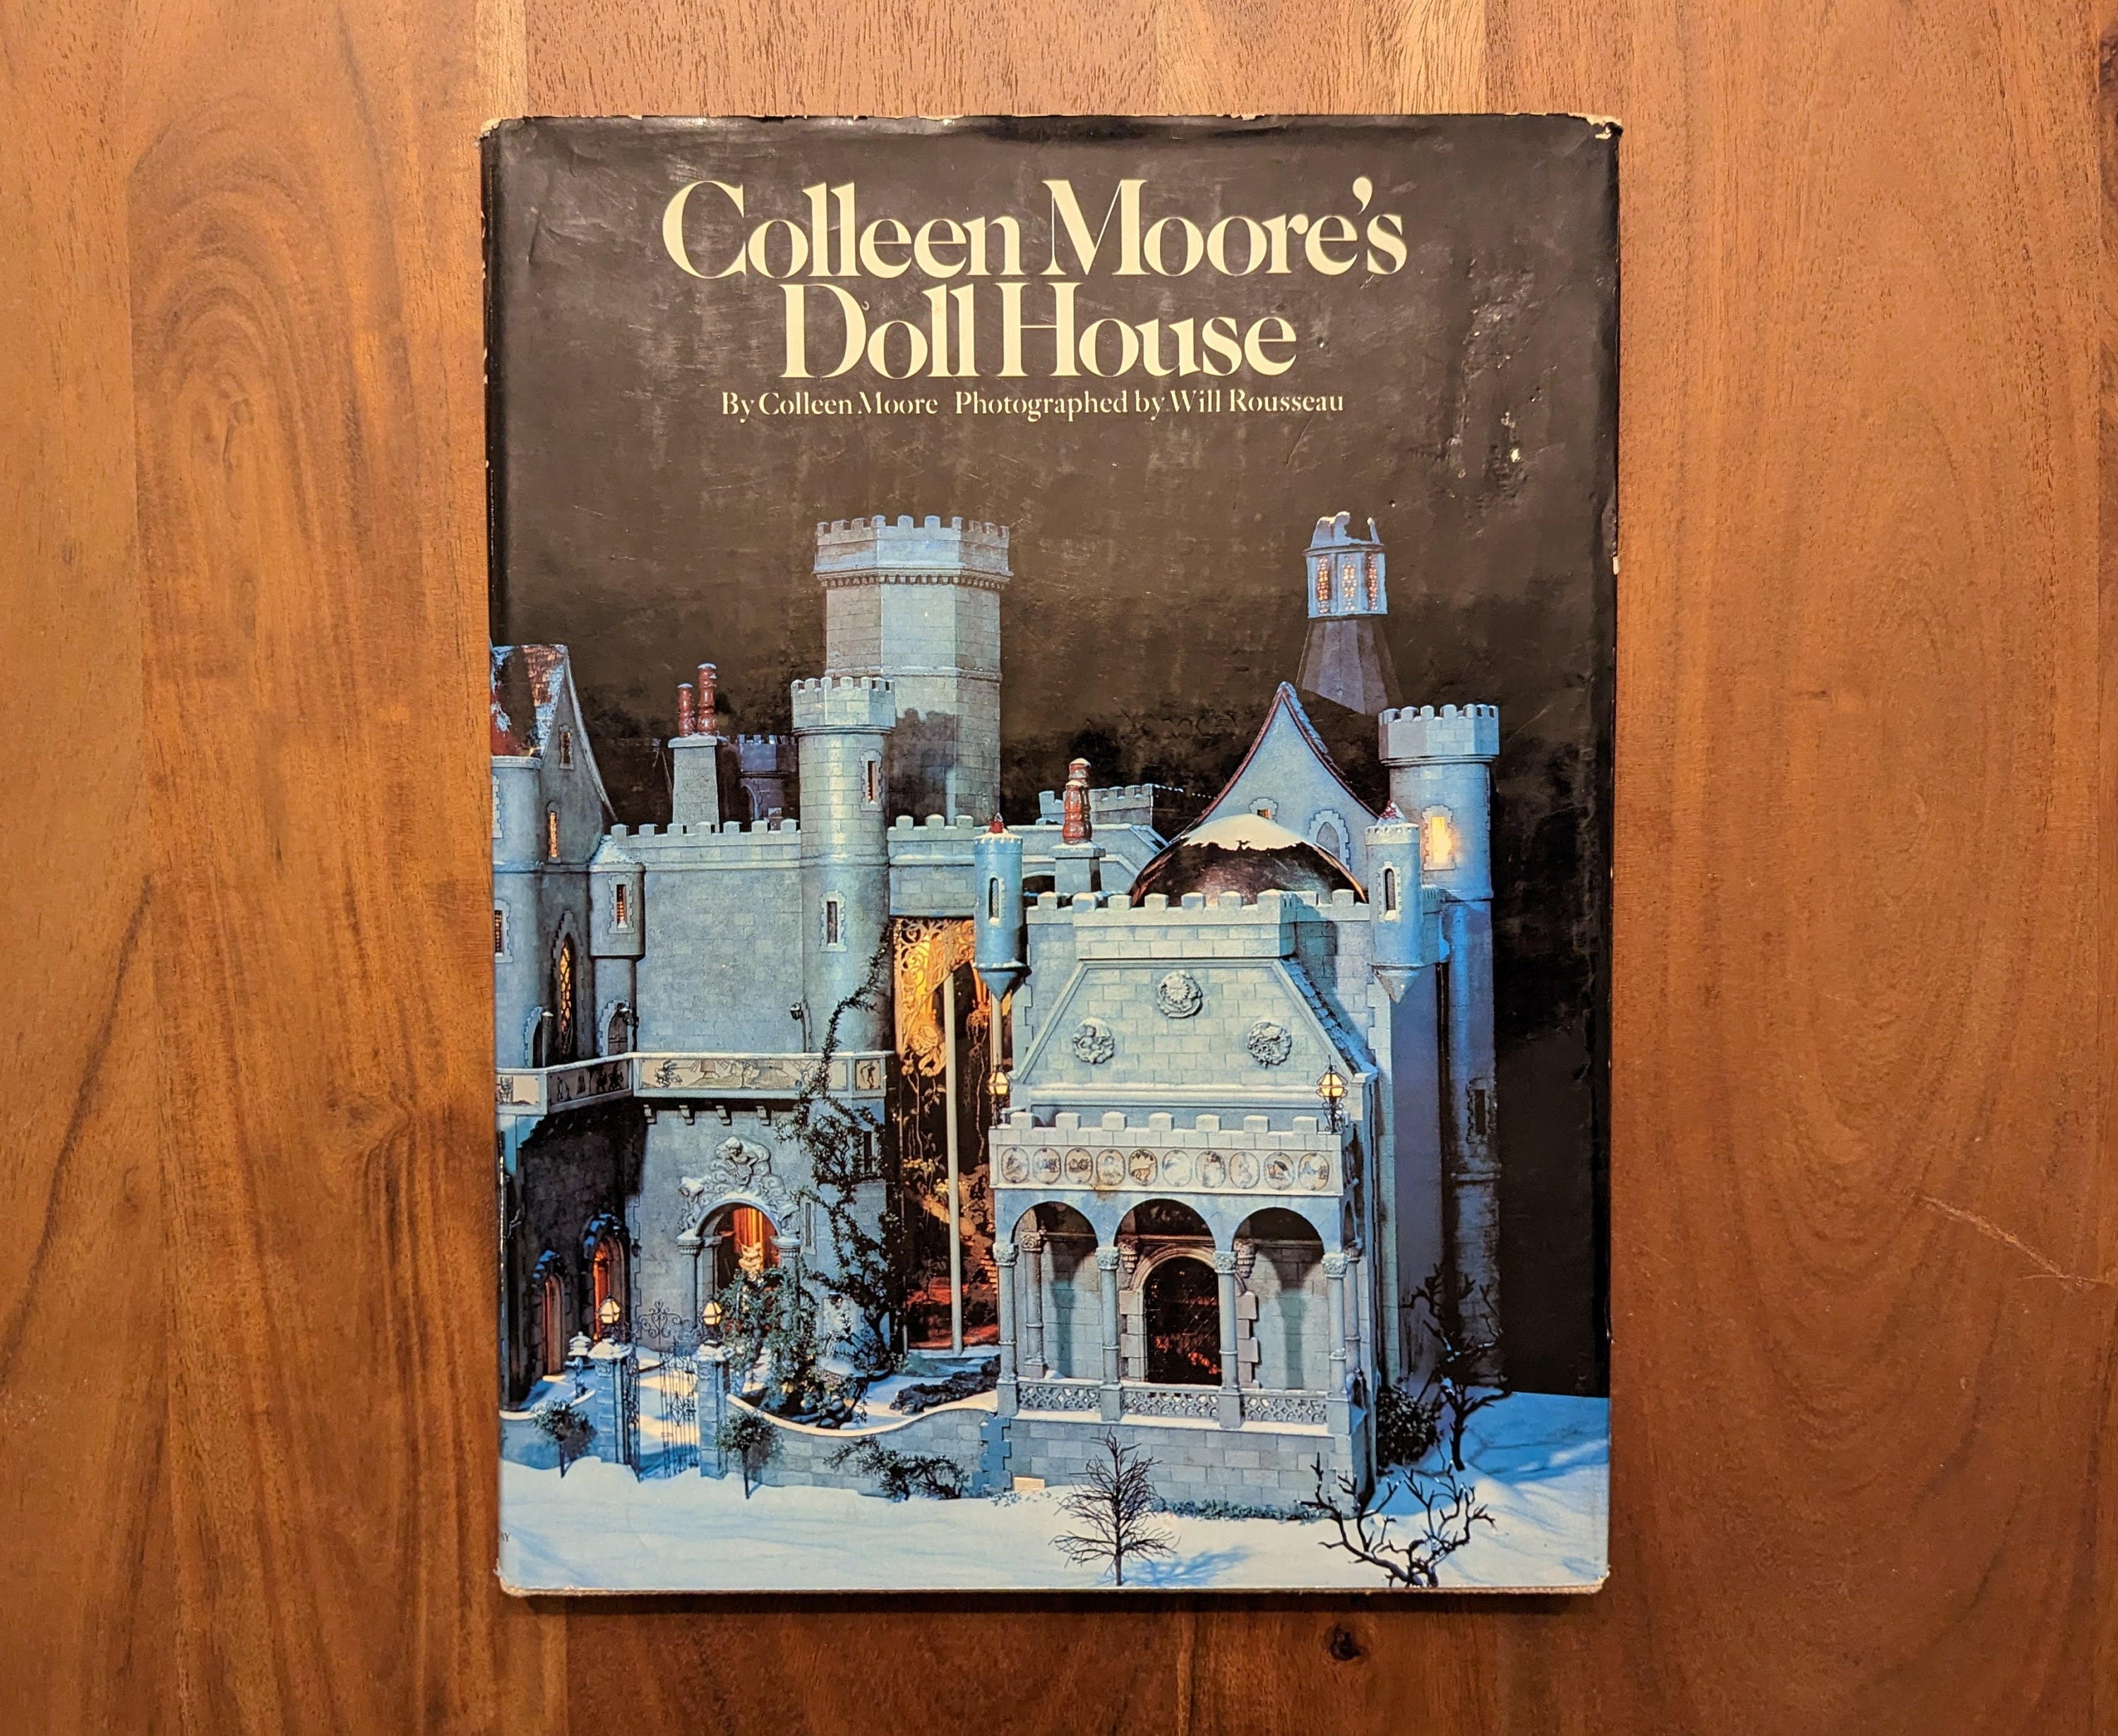 Colleen Moore's
Doll House
By Colleen Moore Photographed by Will Rousseau